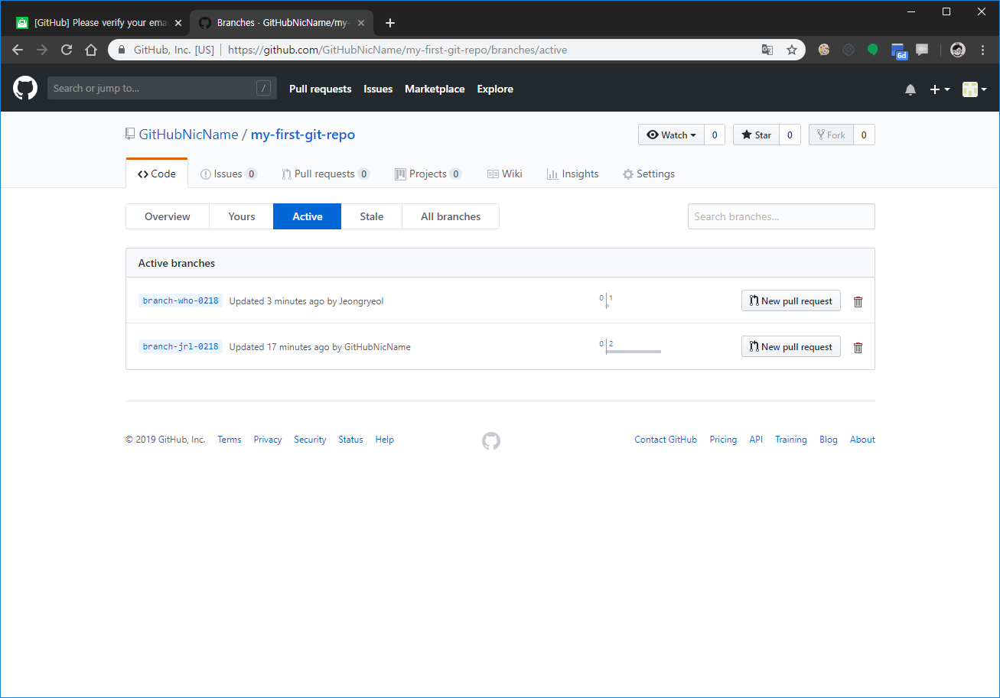 [GitHub] Please verify your ema
Branches · GitHubNicName/my-
GitHub, Inc. [US] | https://github.com/GitHubNicName/my-first-git-repo/branches/active
6d
Search or jump to... /
Pull requests Issues Marketplace Explore
GitHubNicName / my-first-git-repo
Watch 0 Star 0 Fork 0
Code Issues 0 Pull requests 0 Projects 0 Wiki Insights Settings
Overview Yours Active Stale All branches Search branches...
Active branches
branch-who-0218 Updated 3 minutes ago by Jeongryeol 0 1 New pull request
branch-jrl-0218 Updated 17 minutes ago by GitHubNicName 0 2 New pull request
© 2019 GitHub, Inc. Terms Privacy Security Status Help Contact GitHub Pricing API Training Blog About